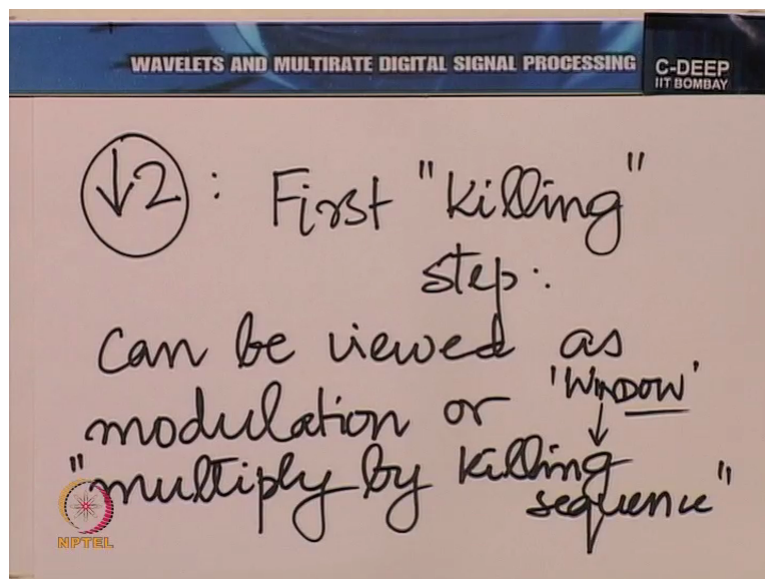 WAVELETS AND MULTIRATE DIGITAL SIGNAL PROCESSING
C-DEEP
IIT BOMBAY
↓2 : First "killing"
step:
can be viewed as
modulation or 'WINDOW'
↓
"multiply by killing
sequence"
NPTEL